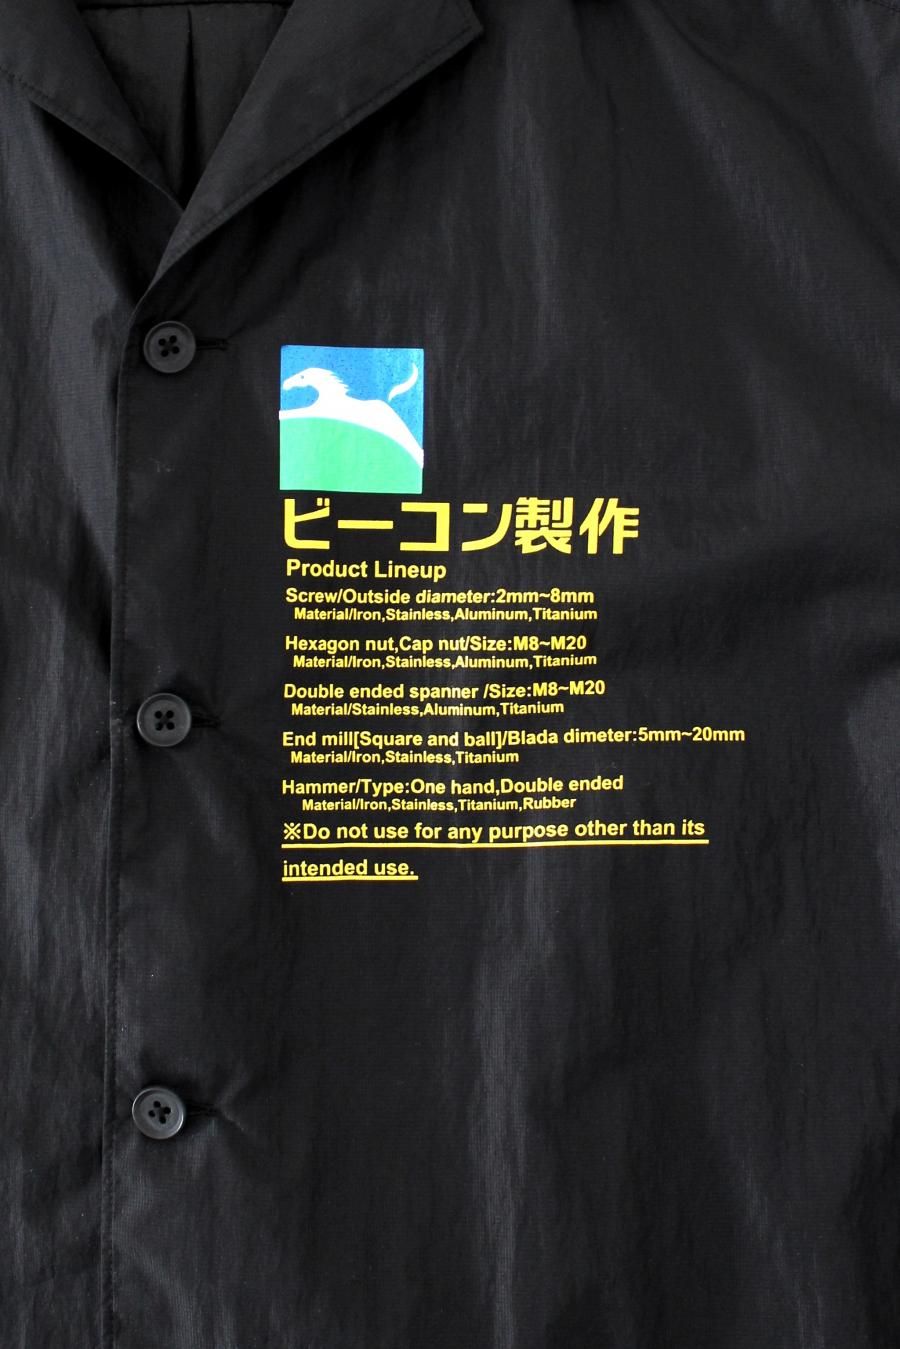 ビーコン製作
Product Lineup
Screw/Outside diameter:2mm~8mm
Material/Iron,Stainless,Aluminum,Titanium
Hexagon nut,Cap nut/Size:M8~M20
Material/Iron,Stainless,Aluminum,Titanium
Double ended spanner /Size:M8~M20
Material/Stainless,Aluminum,Titanium
End mill[Square and ball]/Blada dimeter:5mm~20mm
Material/Iron,Stainless,Titanium
Hammer/Type:One hand,Double ended
Material/Iron,Stainless,Titanium,Rubber
※Do not use for any purpose other than its
intended use.